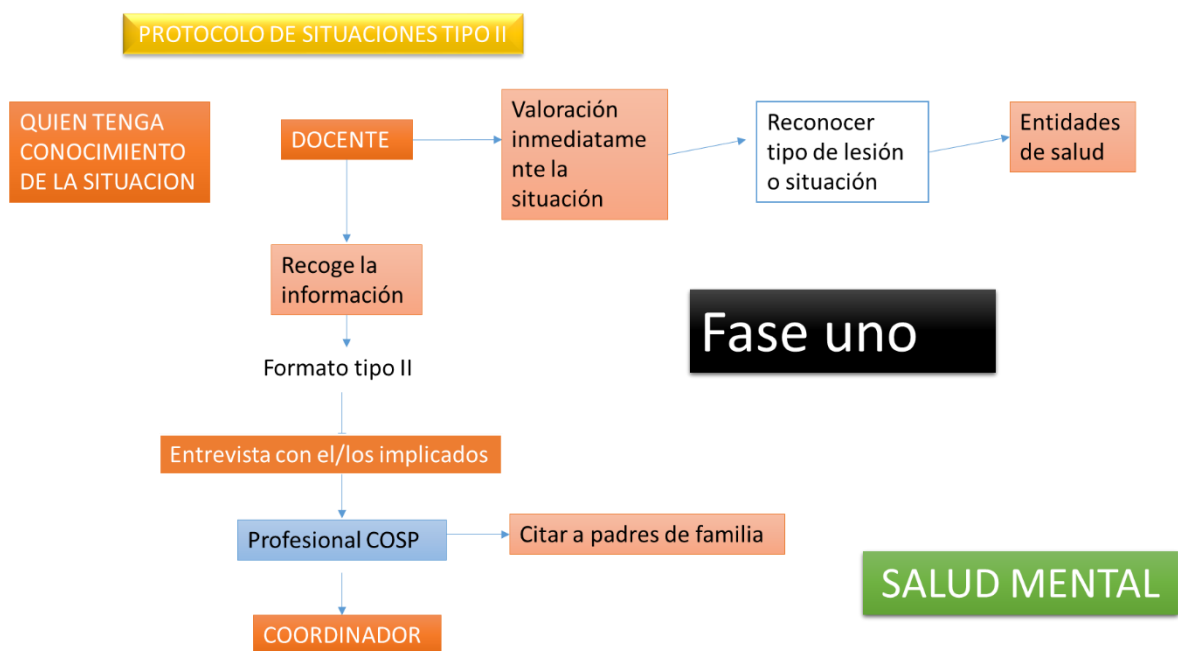 PROTOCOLO DE SITUACIONES TIPO II
QUIEN TENGA
CONOCIMIENTO
DE LA SITUACION
DOCENTE
Valoración
inmediatame
nte la
situación
Reconocer
tipo de lesión
o situación
Entidades
de salud
Recoge la
información
Fase uno
Formato tipo II
Entrevista con el/los implicados
Profesional COSP
Citar a padres de familia
SALUD MENTAL
COORDINADOR